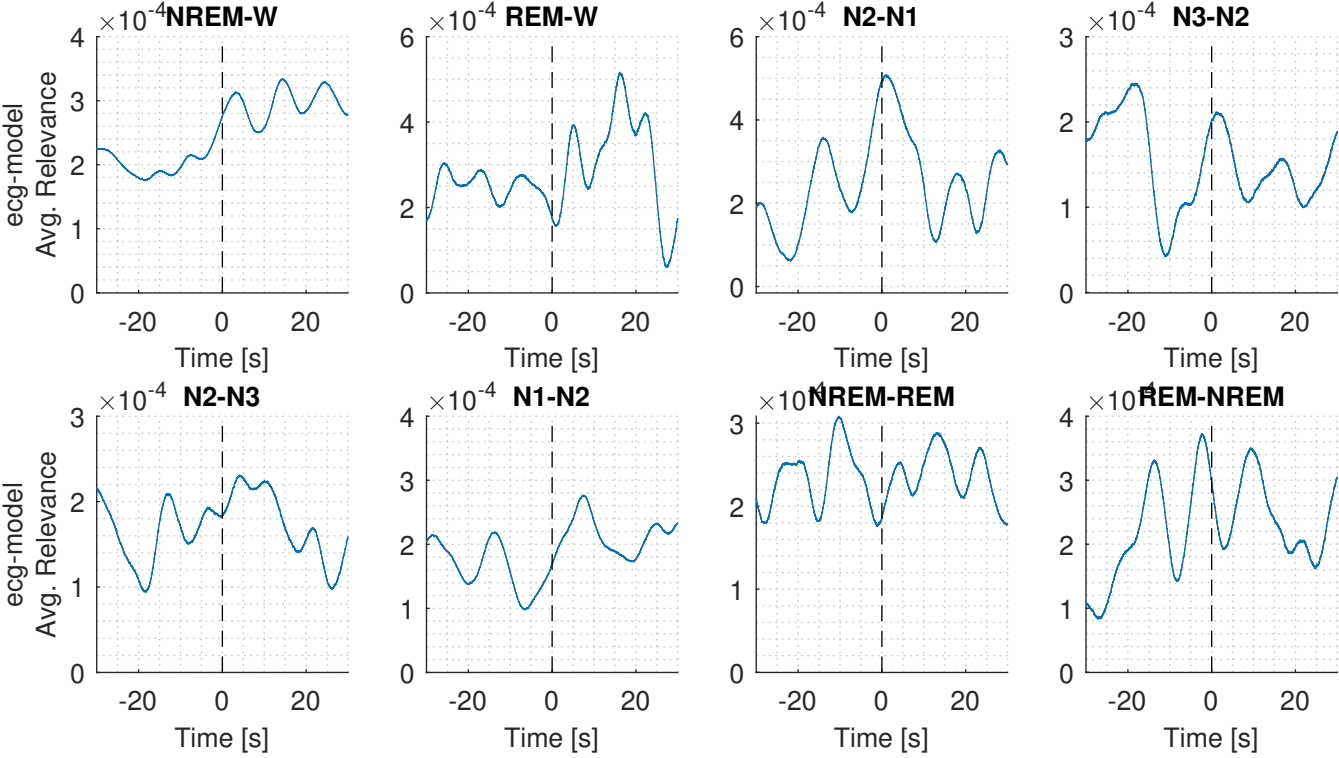 ×10-4 NREM-W
×10-4 REM-W
×10-4 N2-N1
×10-4 N3-N2
ecg-model
Avg. Relevance
4
3
2
1
0
6
4
2
0
6
4
2
0
3
2
1
0
-20 0 20
-20 0 20
-20 0 20
-20 0 20
Time [s]
Time [s]
Time [s]
Time [s]
×10-4 N2-N3
×10-4 N1-N2
×10-4 NREM-REM
×10-4 REM-NREM
ecg-model
Avg. Relevance
3
2
1
0
4
3
2
1
0
3
2
1
0
4
3
2
1
0
-20 0 20
-20 0 20
-20 0 20
-20 0 20
Time [s]
Time [s]
Time [s]
Time [s]